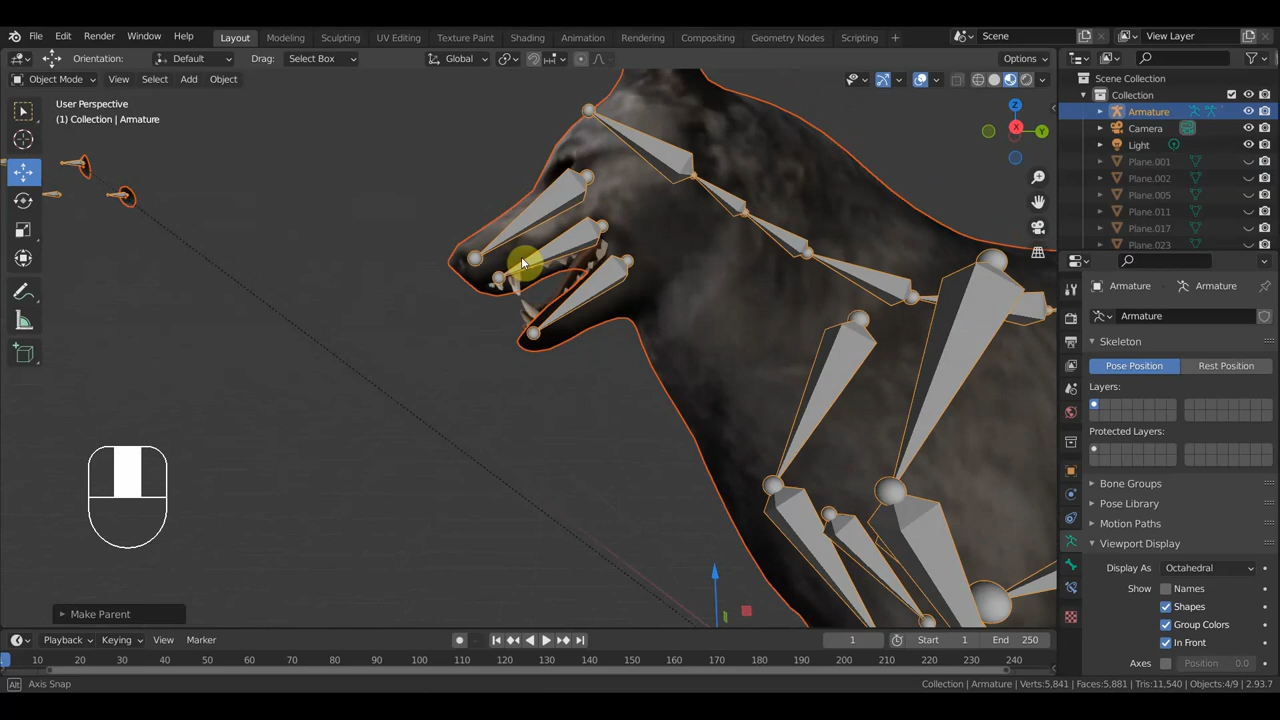 File Edit Render Window Help Layout Modeling Sculpting UV Editing Texture Paint Shading Animation Rendering Compositing Geometry Nodes Scripting + Scene View Layer
Orientation: Default Drag: Select Box Global Options
Object Mode View Select Add Object
User Perspective
(1) Collection | Armature
X
Y
Z
Scene Collection
Collection
Armature
Camera
Light
Plane.001
Plane.002
Plane.005
Plane.011
Plane.017
Plane.023
Armature Armature
Armature
Skeleton
Pose Position Rest Position
Layers:
Protected Layers:
Bone Groups
Pose Library
Motion Paths
Viewport Display
Display As Octahedral
Show Names
Shapes
Group Colors
In Front
Axes Position 0.0
Make Parent
Playback Keying View Marker 1 Start 1 End 250
10 20 30 40 50 60 70 80 90 100 110 120 130 140 150 160 170 180 190 200 210 220 230 240
Alt Axis Snap Collection | Armature | Verts:5,841 | Faces:5,881 | Tris:11,540 | Objects:4/9 | 2.93.7